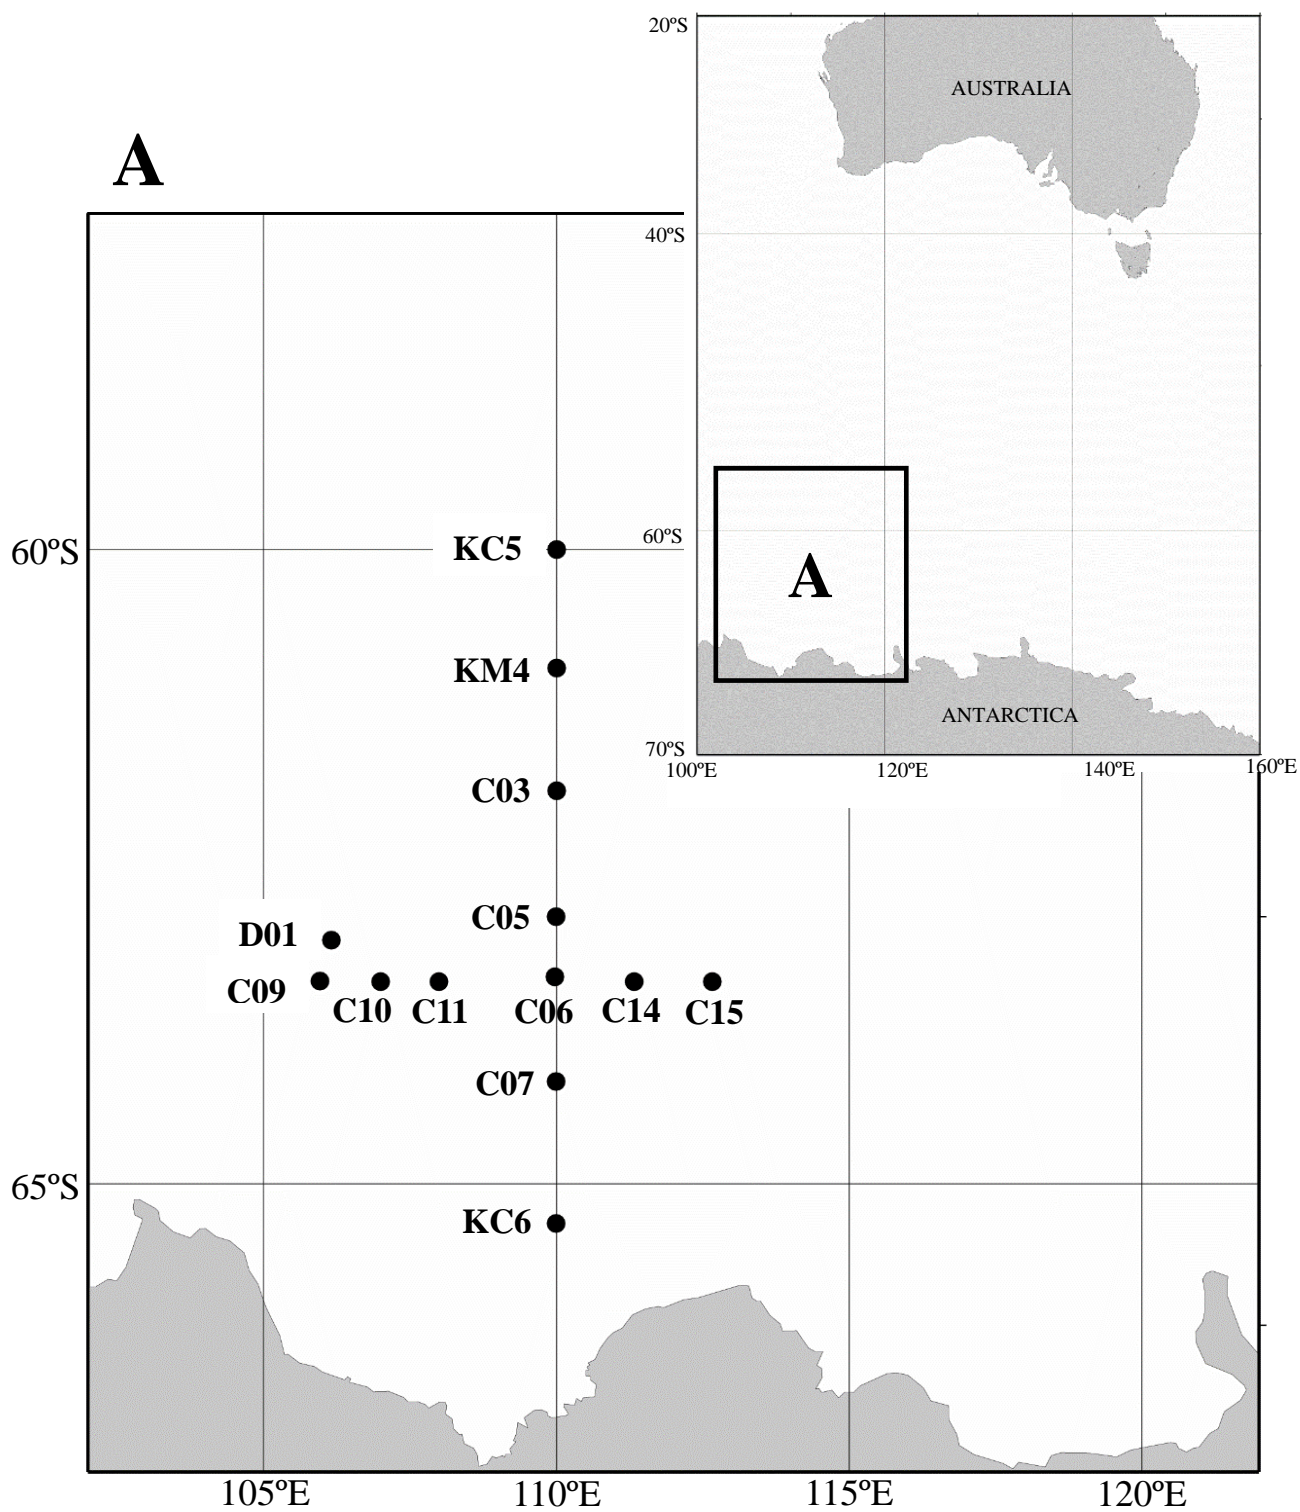 20ºS
AUSTRALIA
A
40ºS
60ºS
A
ANTARCTICA
70ºS
100ºE 120ºE 140ºE 160ºE
60ºS
KC5
KM4
C03
C05
D01
C09
C10 C11 C06 C14 C15
C07
65ºS
KC6
105ºE 110ºE 115ºE 120ºE